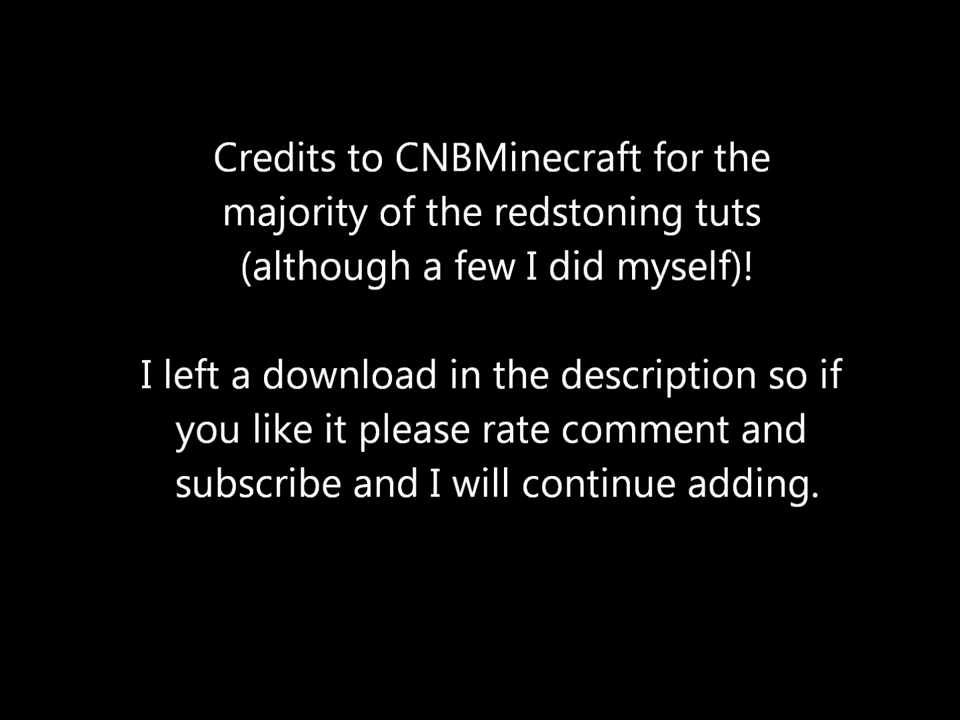 Credits to CNBMinecraft for the
majority of the redstoning tuts
(although a few I did myself)!
I left a download in the description so if
you like it please rate comment and
subscribe and I will continue adding.